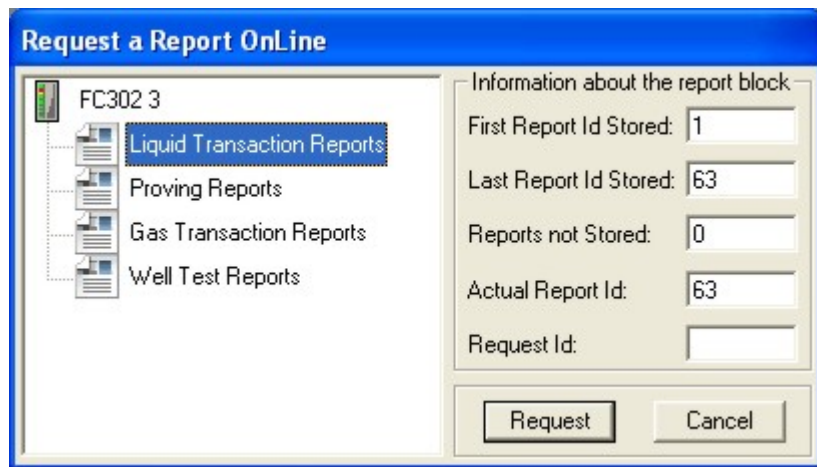 Request a Report OnLine
FC302 3
Liquid Transaction Reports
Proving Reports
Gas Transaction Reports
Well Test Reports
Information about the report block
First Report Id Stored: 1
Last Report Id Stored: 63
Reports not Stored: 0
Actual Report Id: 63
Request Id:
Request Cancel